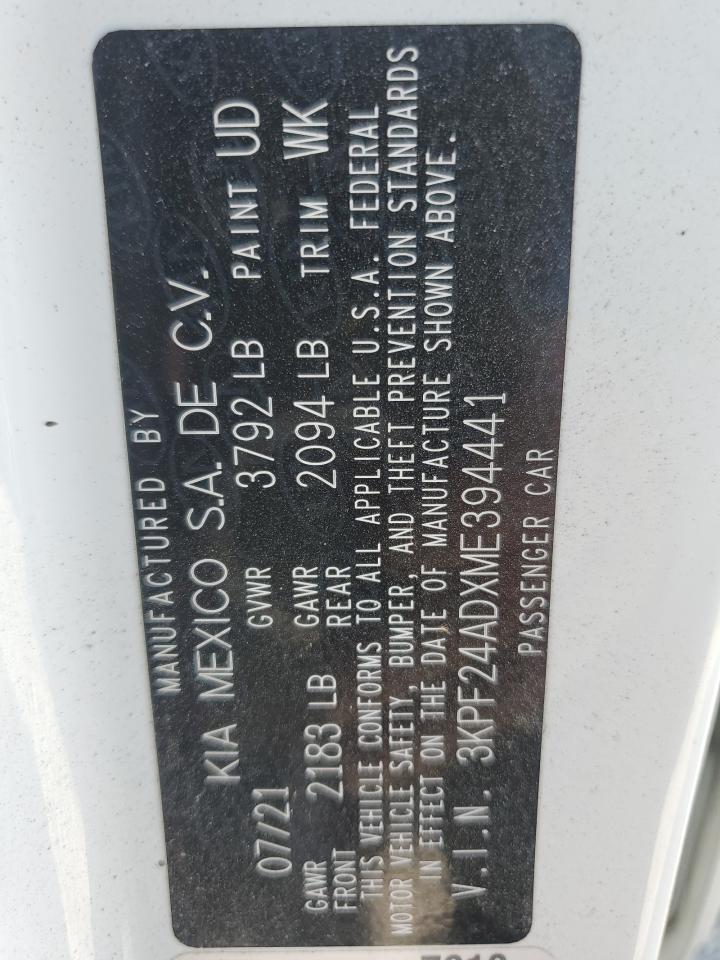 MANUFACTURED BY
KIA MEXICO S.A. DE C.V.
07/21 GVWR 3792 LB PAINT UD
GAWR FRONT 2183 LB GAWR REAR 2094 LB TRIM WK
THIS VEHICLE CONFORMS TO ALL APPLICABLE U.S.A. FEDERAL
MOTOR VEHICLE SAFETY, BUMPER, AND THEFT PREVENTION STANDARDS
IN EFFECT ON THE DATE OF MANUFACTURE SHOWN ABOVE.
V.I.N. 3KPF24ADXME394441
PASSENGER CAR